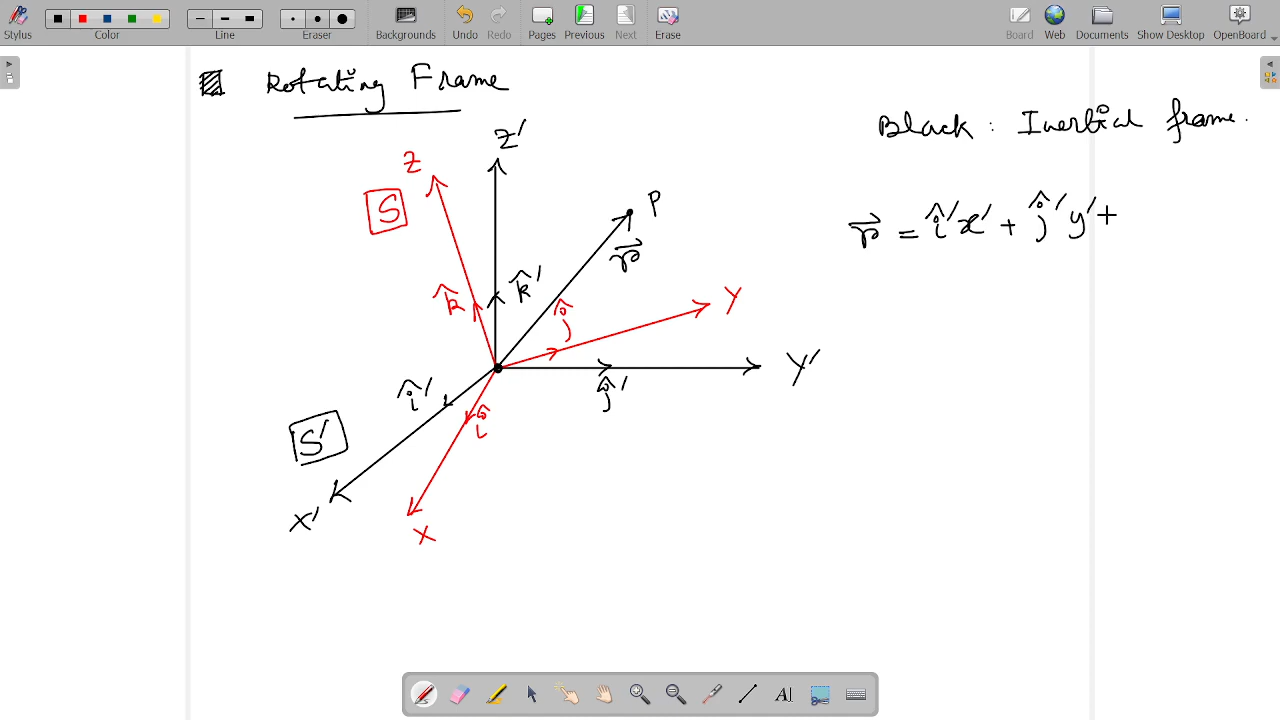 Stylus
Color
Line
Eraser
Backgrounds
Undo
Redo
Pages
Previous
Next
Erase
Board
Web
Documents
Show Desktop
OpenBoard
Rotating Frame
Black : Inertial frame.
Z'
Z
S
P
r⃗
r⃗ = î'x' + ĵ'y' +
k̂
k̂'
ĵ
Y
Y'
î'
ĵ'
î
S'
X'
X
AI